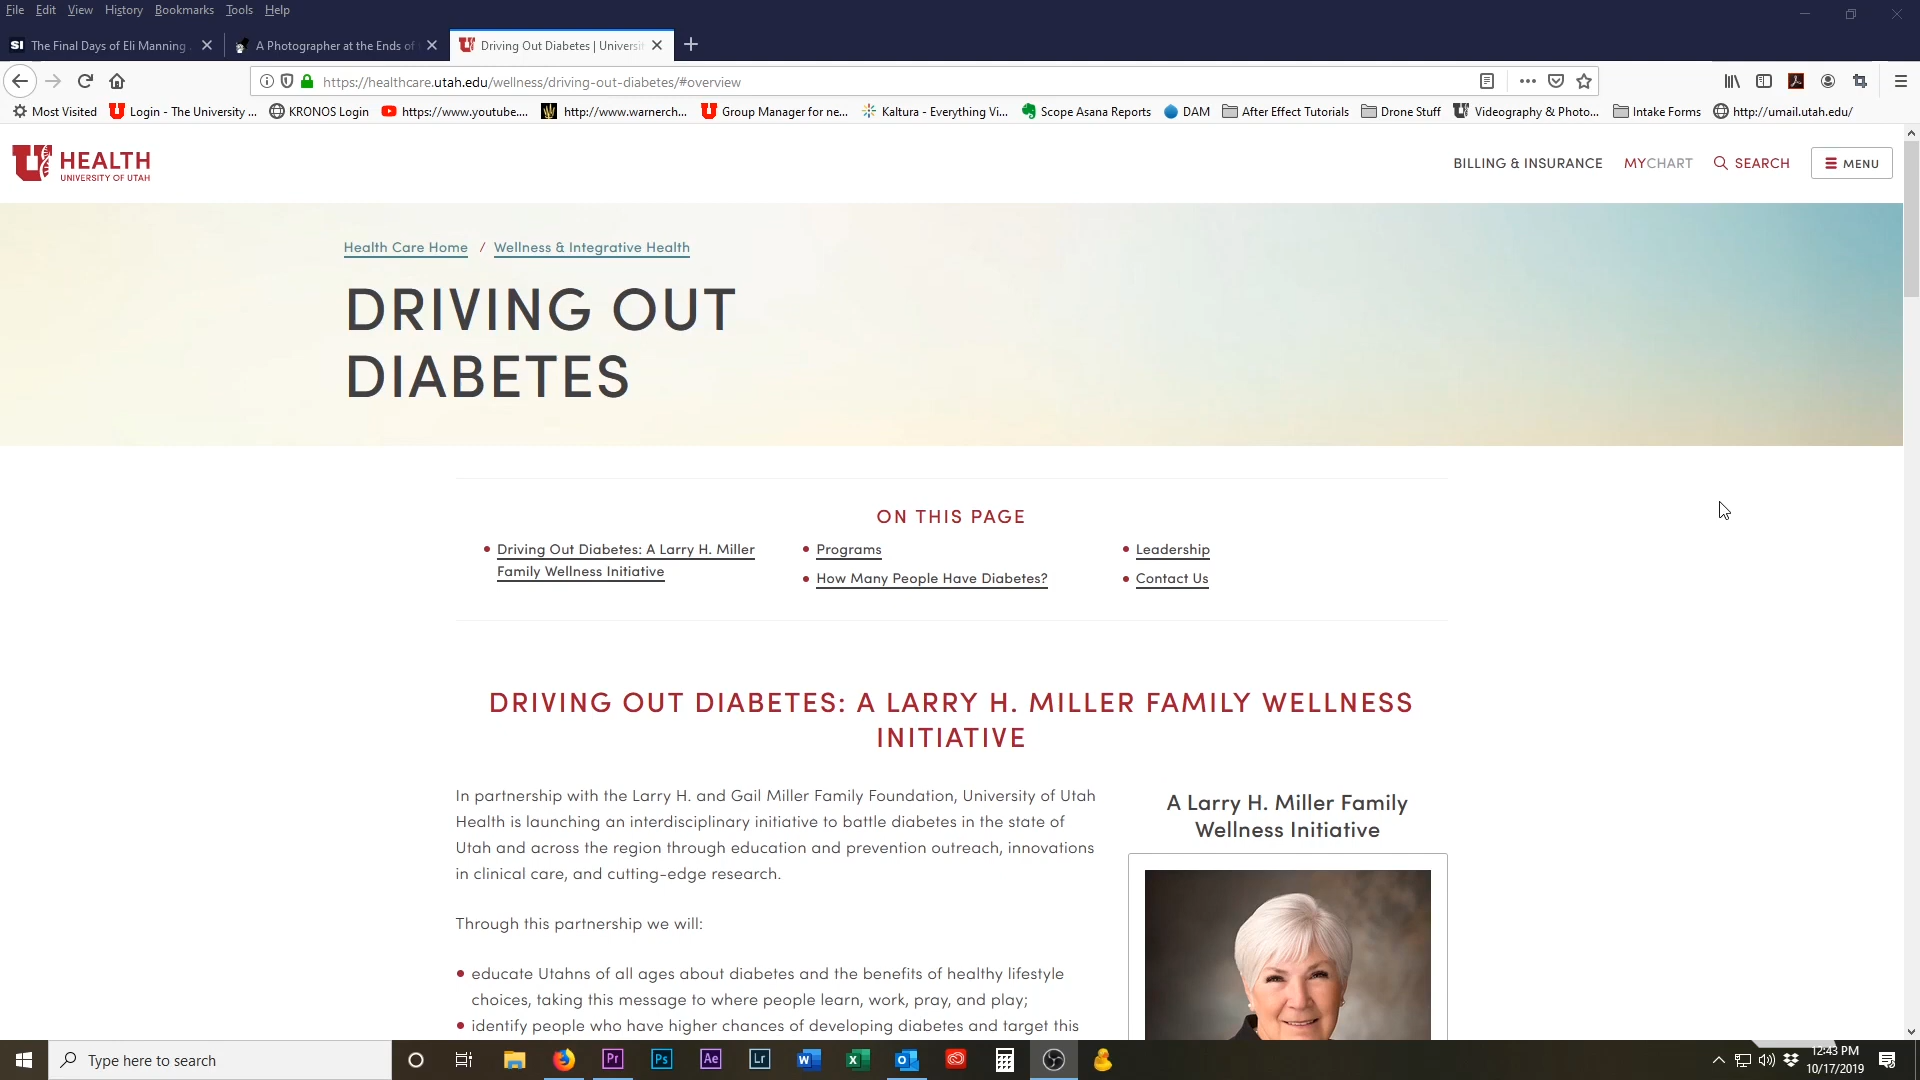 File Edit View History Bookmarks Tools Help
SI The Final Days of Eli Manning
A Photographer at the Ends of
Driving Out Diabetes | Universi
https://healthcare.utah.edu/wellness/driving-out-diabetes/#overview
Most Visited Login - The University ... KRONOS Login https://www.youtube.... http://www.warnerch... Group Manager for ne... Kaltura - Everything Vi... Scope Asana Reports DAM After Effect Tutorials Drone Stuff Videography & Photo... Intake Forms http://umail.utah.edu/
U HEALTH
UNIVERSITY OF UTAH
BILLING & INSURANCE MYCHART SEARCH MENU
Health Care Home / Wellness & Integrative Health
DRIVING OUT
DIABETES
ON THIS PAGE
Driving Out Diabetes: A Larry H. Miller
Family Wellness Initiative
Programs
How Many People Have Diabetes?
Leadership
Contact Us
DRIVING OUT DIABETES: A LARRY H. MILLER FAMILY WELLNESS
INITIATIVE
In partnership with the Larry H. and Gail Miller Family Foundation, University of Utah
Health is launching an interdisciplinary initiative to battle diabetes in the state of
Utah and across the region through education and prevention outreach, innovations
in clinical care, and cutting-edge research.
Through this partnership we will:
educate Utahns of all ages about diabetes and the benefits of healthy lifestyle
choices, taking this message to where people learn, work, pray, and play;
identify people who have higher chances of developing diabetes and target this
A Larry H. Miller Family
Wellness Initiative
Type here to search
Pr Ps Ae Lr
12:43 PM
10/17/2019